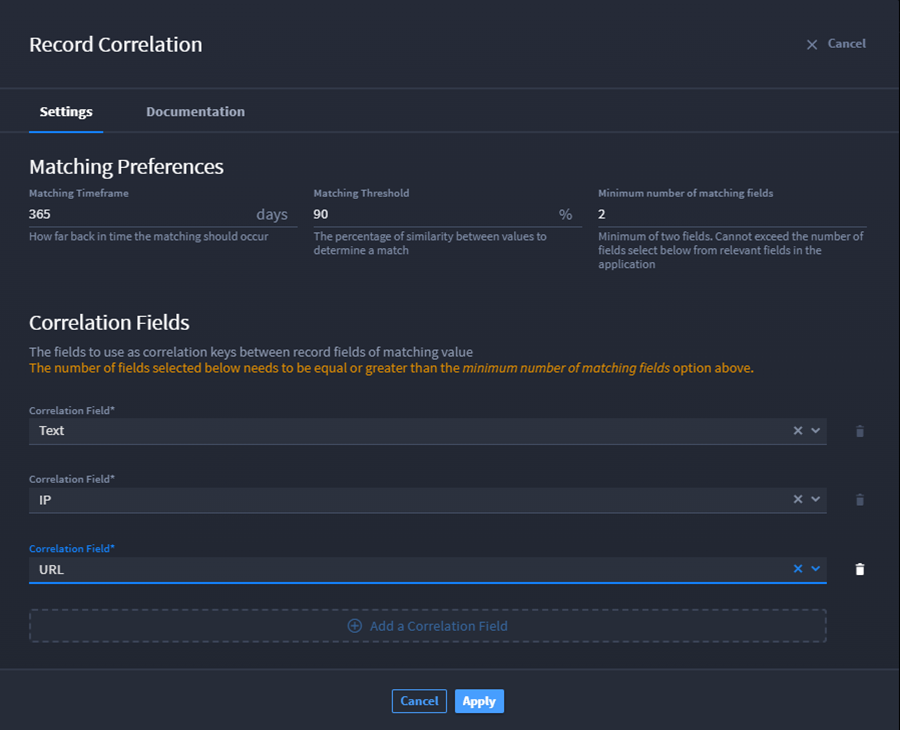 Record Correlation
Cancel
Settings
Documentation
Matching Preferences
Matching Timeframe
365 days
How far back in time the matching should occur
Matching Threshold
90 %
The percentage of similarity between values to
determine a match
Minimum number of matching fields
2
Minimum of two fields. Cannot exceed the number of
fields select below from relevant fields in the
application
Correlation Fields
The fields to use as correlation keys between record fields of matching value
The number of fields selected below needs to be equal or greater than the minimum number of matching fields option above.
Correlation Field*
Text
Correlation Field*
IP
Correlation Field*
URL
Add a Correlation Field
Cancel
Apply